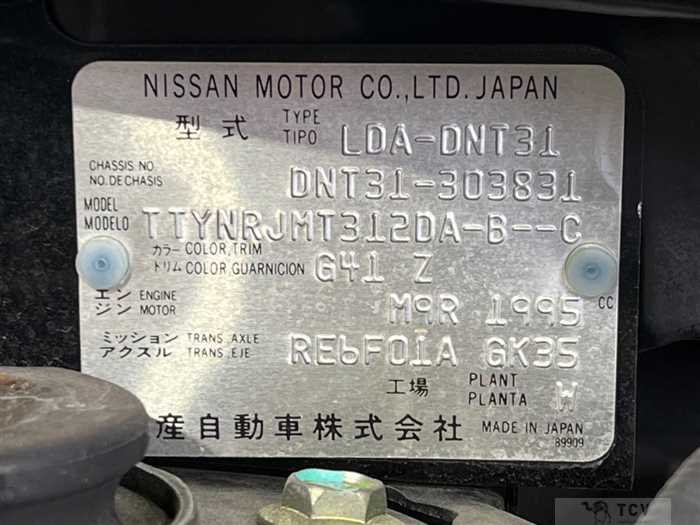 NISSAN MOTOR CO.,LTD. JAPAN
型式 TYPE TIPO LDA-DNT31
CHASSIS NO. NO. DE CHASIS DNT31-303831
MODEL MODELO TTYNRJMT312DA-B--C
カラー COLOR, TRIM トリム COLOR, GUARNICION G41 Z
エンジン ENGINE MOTOR M9R 1995 CC
ミッション アクスル TRANS. AXLE TRANS. EJE RE6F01A GK35
工場 PLANT PLANTA W
産自動車株式会社 MADE IN JAPAN
89909
TCV